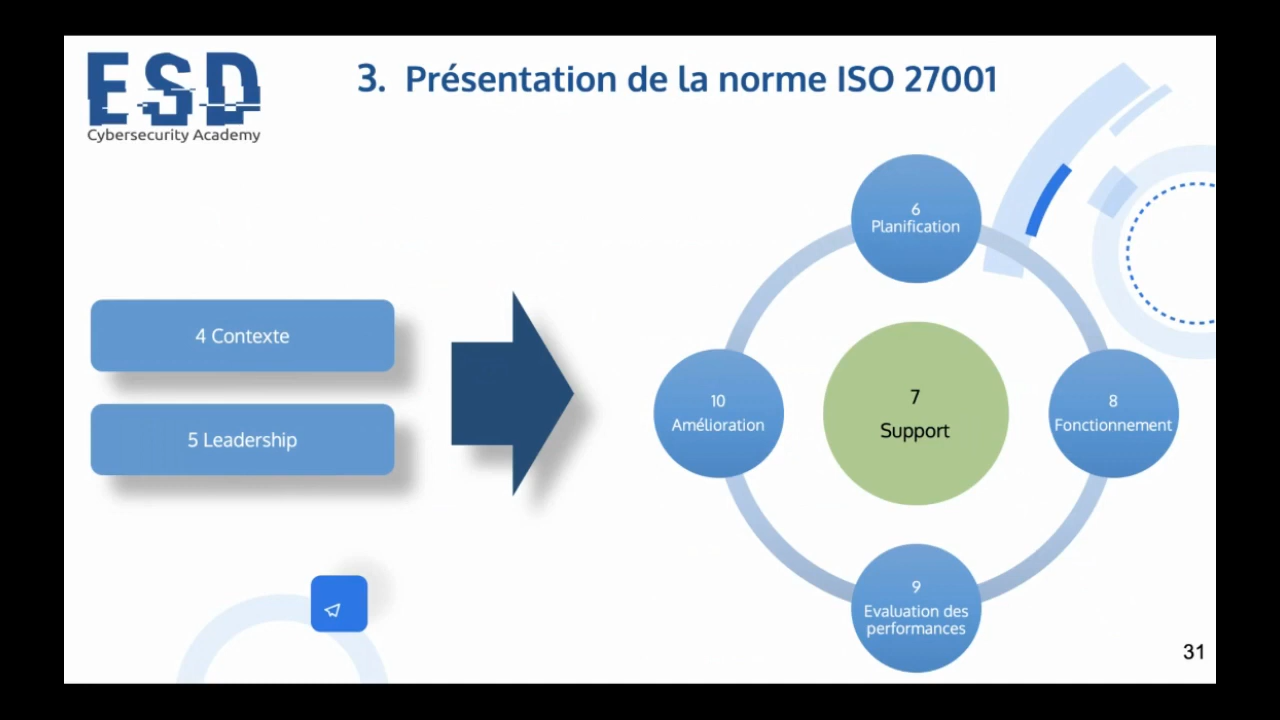 ESD
Cybersecurity Academy
3. Présentation de la norme ISO 27001
4 Contexte
5 Leadership
6
Planification
10
Amélioration
7
Support
8
Fonctionnement
9
Evaluation des
performances
31